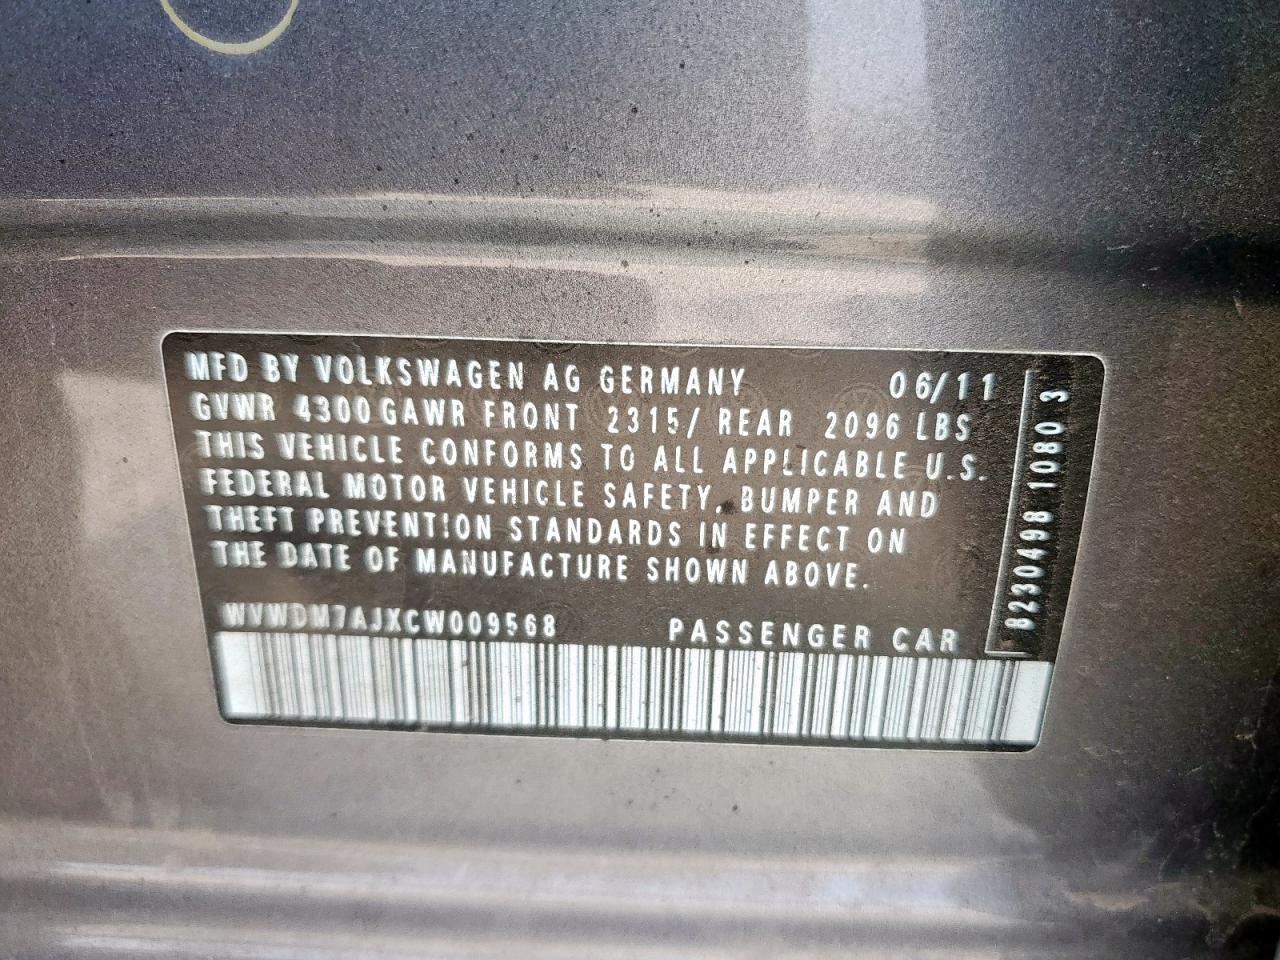 MFD BY VOLKSWAGEN AG GERMANY 06/11
GVWR 4300 GAWR FRONT 2315/ REAR 2096 LBS
THIS VEHICLE CONFORMS TO ALL APPLICABLE U.S.
FEDERAL MOTOR VEHICLE SAFETY, BUMPER AND
THEFT PREVENTION STANDARDS IN EFFECT ON
THE DATE OF MANUFACTURE SHOWN ABOVE.
WVWDM7AJXCW009568 PASSENGER CAR
8230498 1080 3